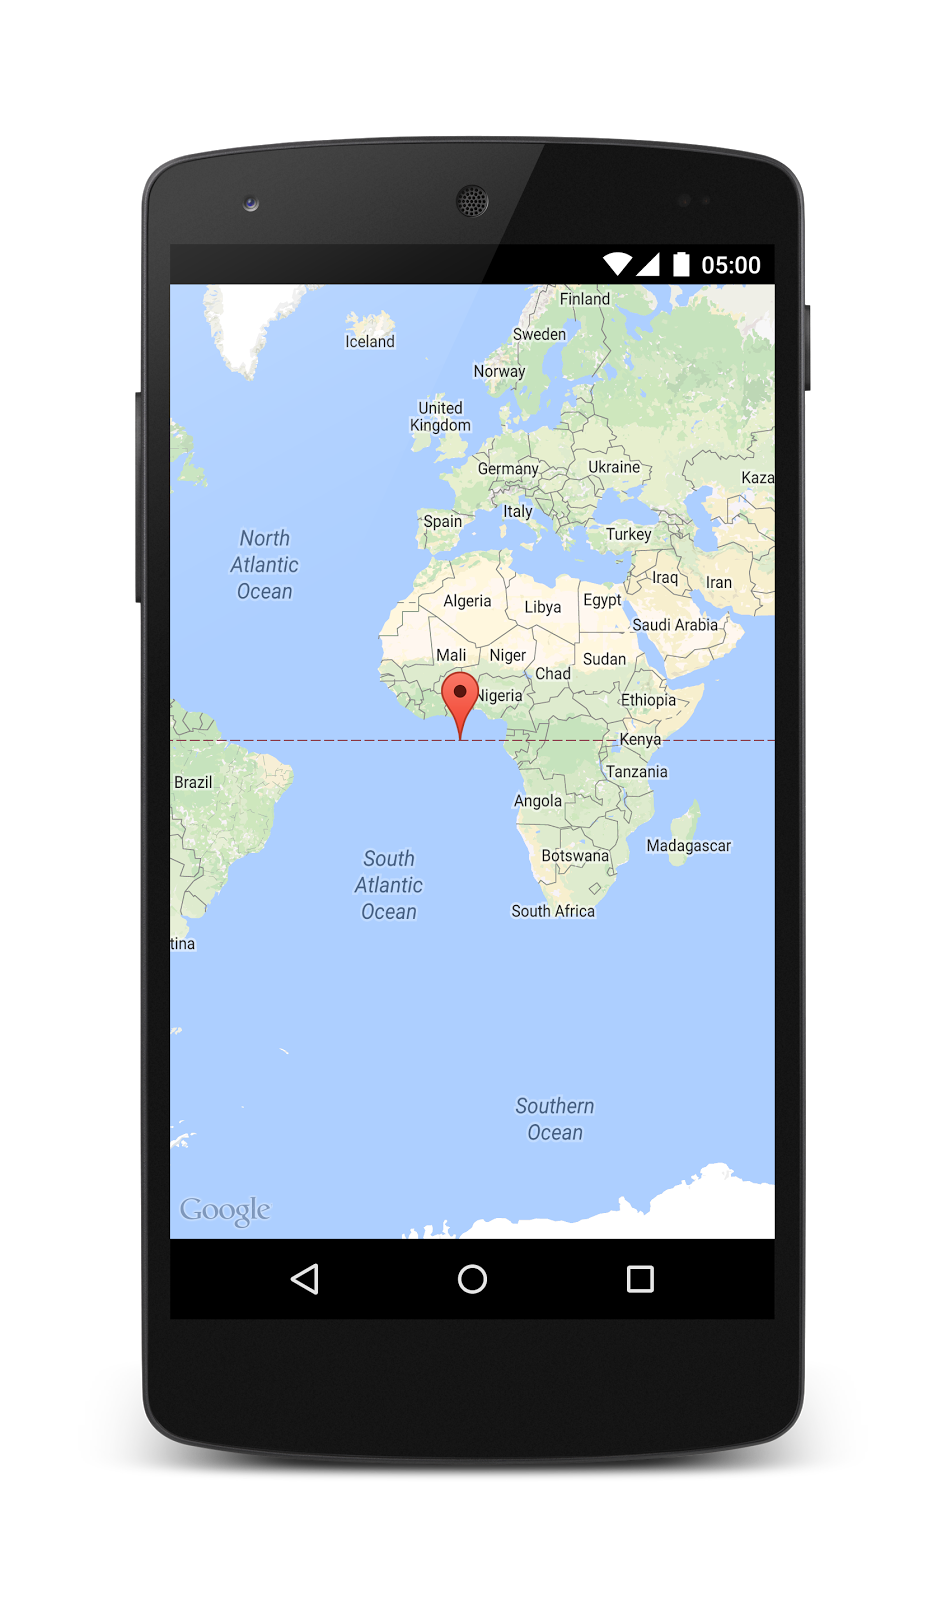 05:00
Finland
Sweden
Iceland
Norway
United
Kingdom
Germany
Ukraine
Kaza
Italy
Spain
Turkey
North
Atlantic
Ocean
Iraq
Iran
Algeria
Libya
Egypt
Saudi Arabia
Mali
Niger
Sudan
Chad
Nigeria
Ethiopia
Kenya
Tanzania
Brazil
Angola
Madagascar
Botswana
South
Atlantic
Ocean
South Africa
tina
Southern
Ocean
Google